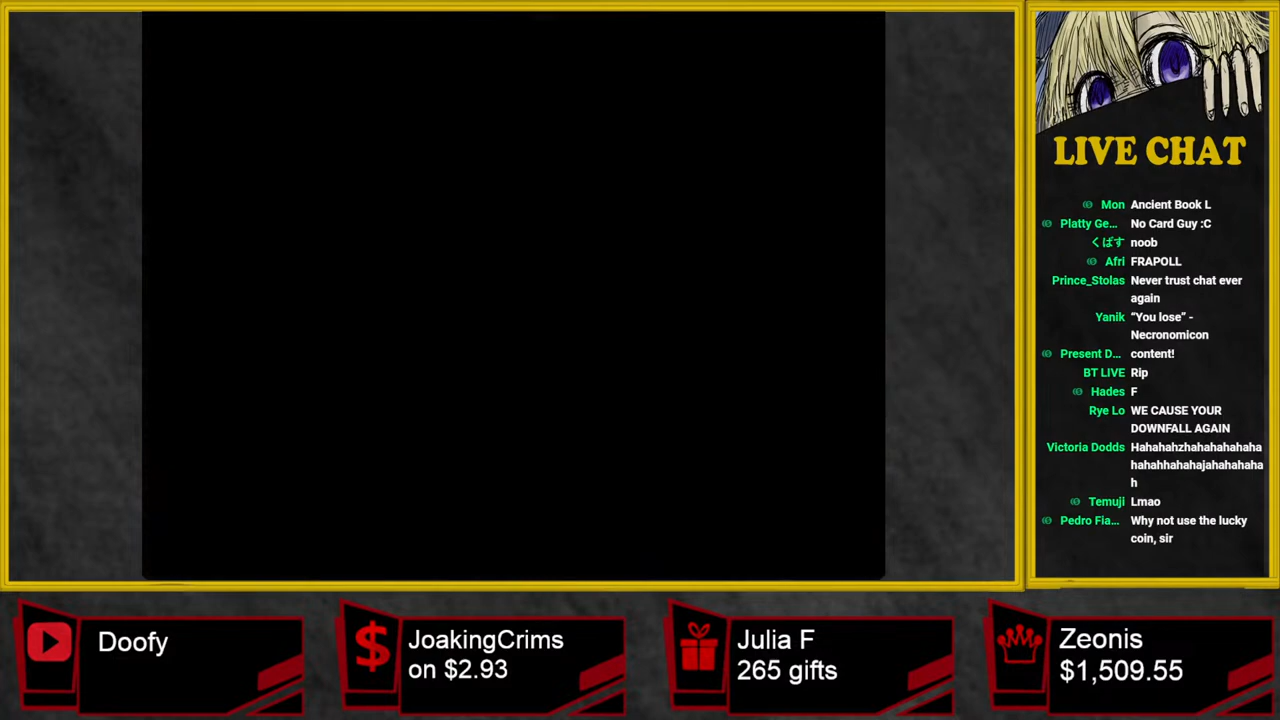 LIVE CHAT
Mon Ancient Book L
Platty Ge... No Card Guy :C
くばす noob
Afri FRAPOLL
Prince_Stolas Never trust chat ever
again
Yanik “You lose” -
Necronomicon
Present D... content!
BT LIVE Rip
Hades F
Rye Lo WE CAUSE YOUR
DOWNFALL AGAIN
Victoria Dodds Hahahahzhahahahahaha
hahahhahahajahahahaha
h
Temuji Lmao
Pedro Fia... Why not use the lucky
coin, sir
Doofy
$
JoakingCrims
on $2.93
Julia F
265 gifts
Zeonis
$1,509.55